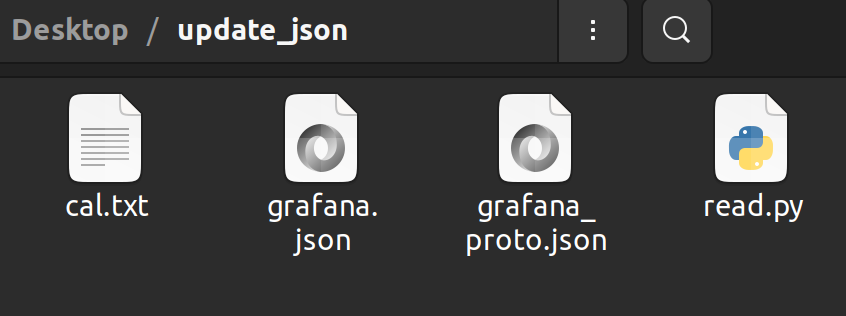 Desktop / update_json
cal.txt
grafana.
json
grafana_
proto.json
read.py